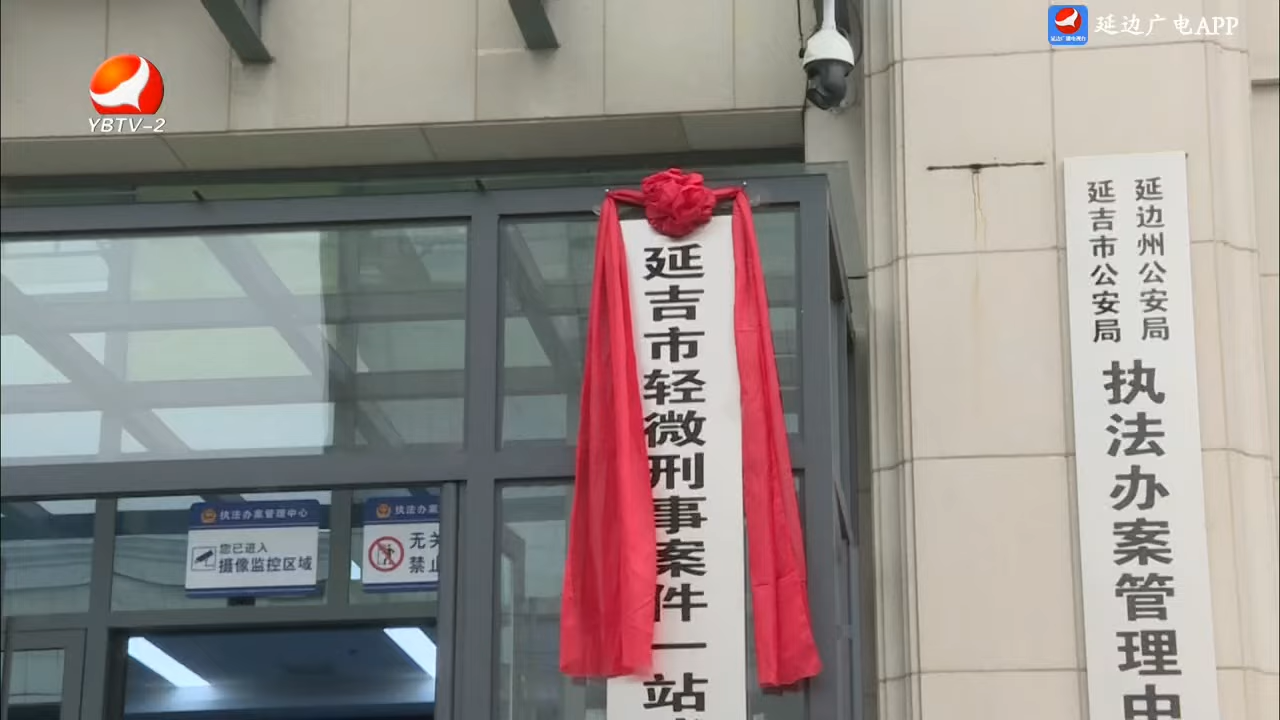 延边广电APP
YBTV-2
延吉市轻微刑事案件一站
延边州公安局
延吉市公安局
执法办案管理中
执法办案管理中心
您已进入
摄像监控区域
执法办案
无关
禁止